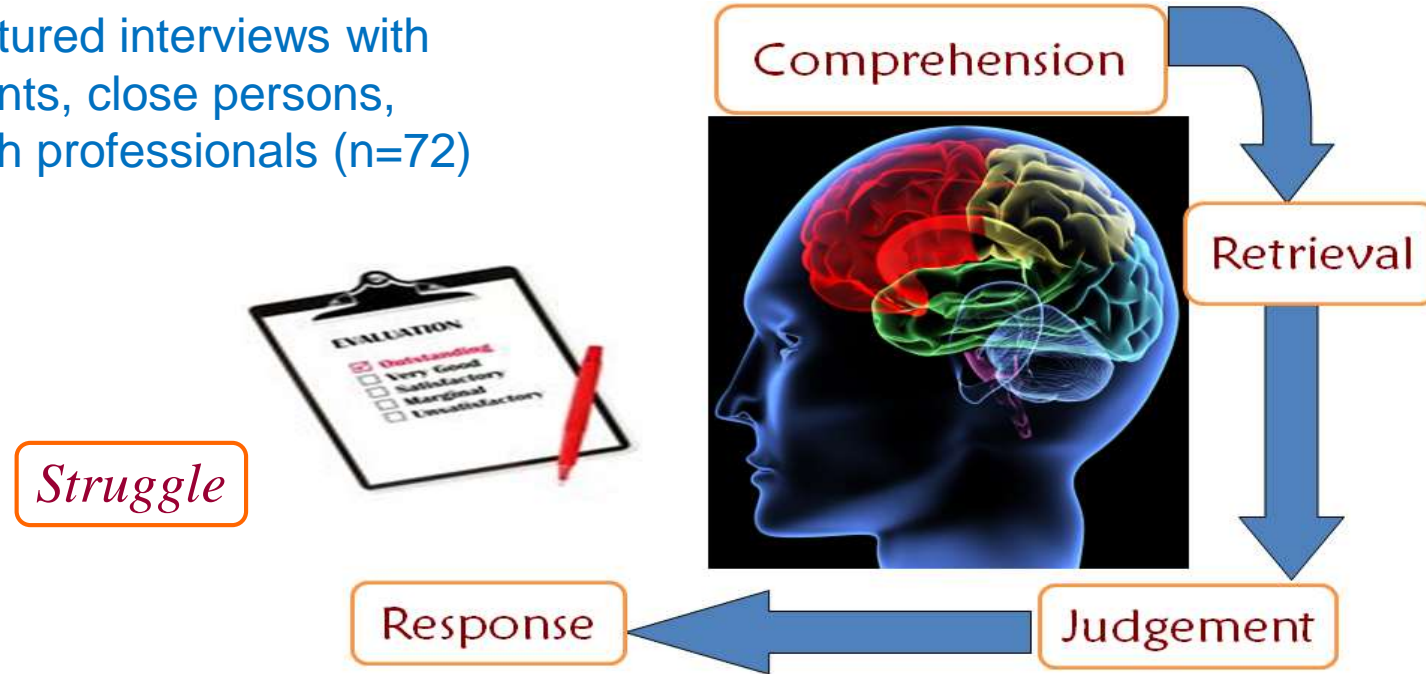 tured interviews with
nts, close persons,
h professionals (n=72)
Comprehension
Retrieval
EVALUATION
Outstanding
Very Good
Satisfactory
Marginal
Unsatisfactory
Struggle
Response
Judgement